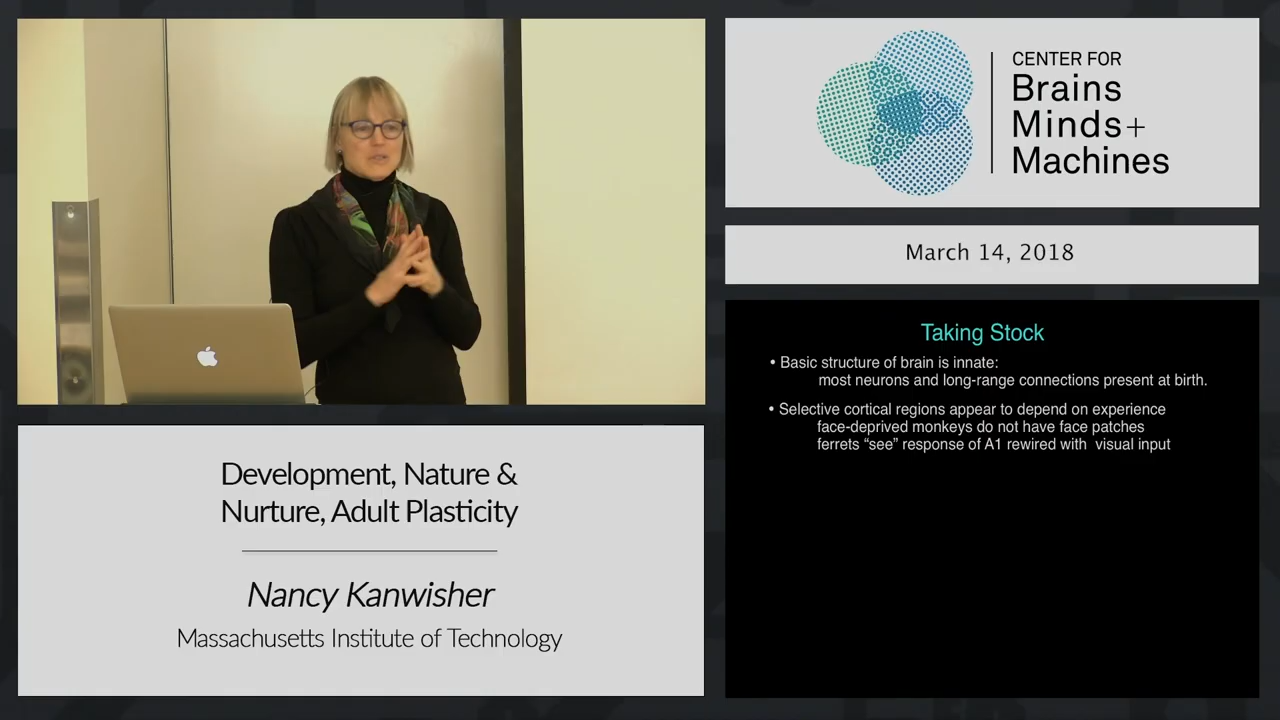 CENTER FOR
Brains
Minds+
Machines
March 14, 2018
Taking Stock
• Basic structure of brain is innate:
most neurons and long-range connections present at birth.
• Selective cortical regions appear to depend on experience
face-deprived monkeys do not have face patches
ferrets “see” response of A1 rewired with visual input
Development, Nature &
Nurture, Adult Plasticity
Nancy Kanwisher
Massachusetts Institute of Technology